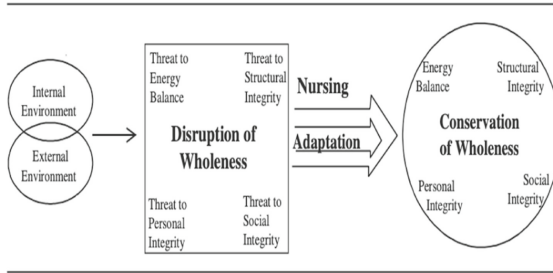 Internal
Environment
External
Environment
Threat to
Energy
Balance
Threat to
Structural
Integrity
Disruption of
Wholeness
Threat to
Personal
Integrity
Threat to
Social
Integrity
Nursing
Adaptation
Energy
Balance
Structural
Integrity
Conservation
of Wholeness
Personal
Integrity
Social
Integrity